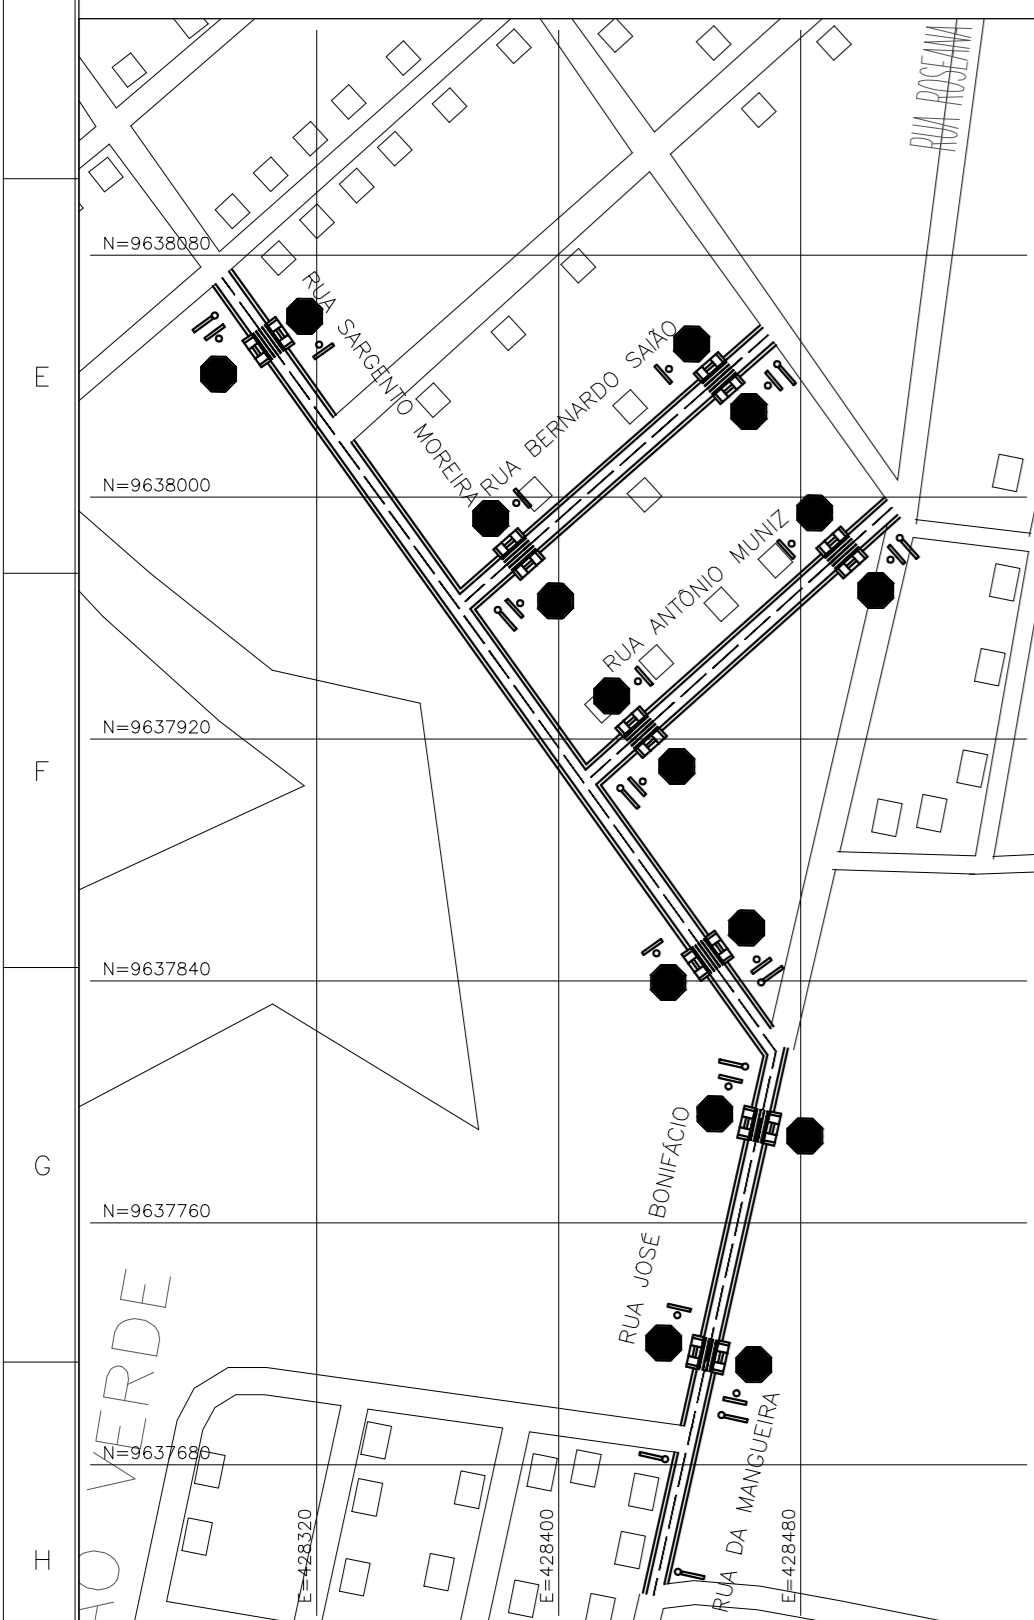 RUA ROSEANA
N=9638080
RUA SARGENTO MOREIRA
RUA BERNARDO SAIÃO
E
N=9638000
RUA ANTÔNIO MUNIZ
N=9637920
F
N=9637840
G
RUA JOSÉ BONIFÁCIO
N=9637760
VERDE
N=9637680
RUA DA MANGUEIRA
E=428320
E=428400
E=428480
H